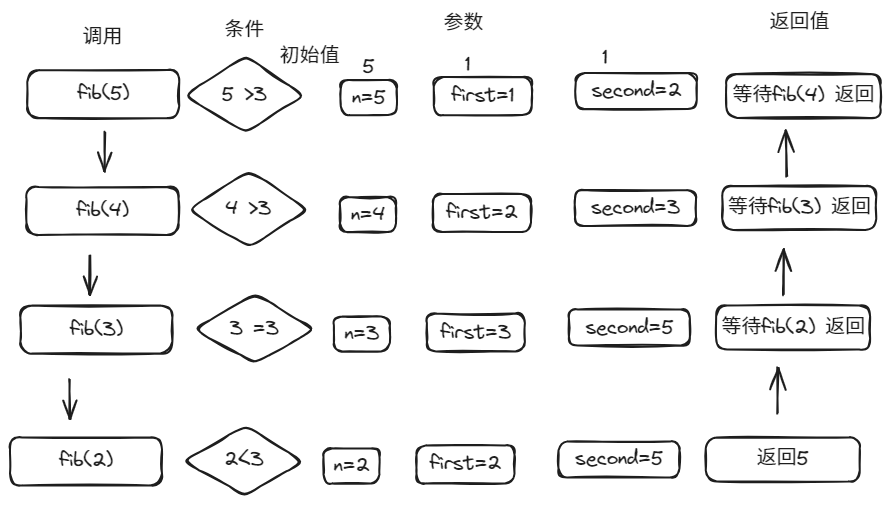 调用
条件
参数
返回值
初始值
5
1
1
fib(5)
5 >3
n=5
first=1
second=2
等待fib(4) 返回
fib(4)
4 >3
n=4
first=2
second=3
等待fib(3) 返回
fib(3)
3 =3
n=3
first=3
second=5
等待fib(2) 返回
fib(2)
2<3
n=2
first=2
second=5
返回5